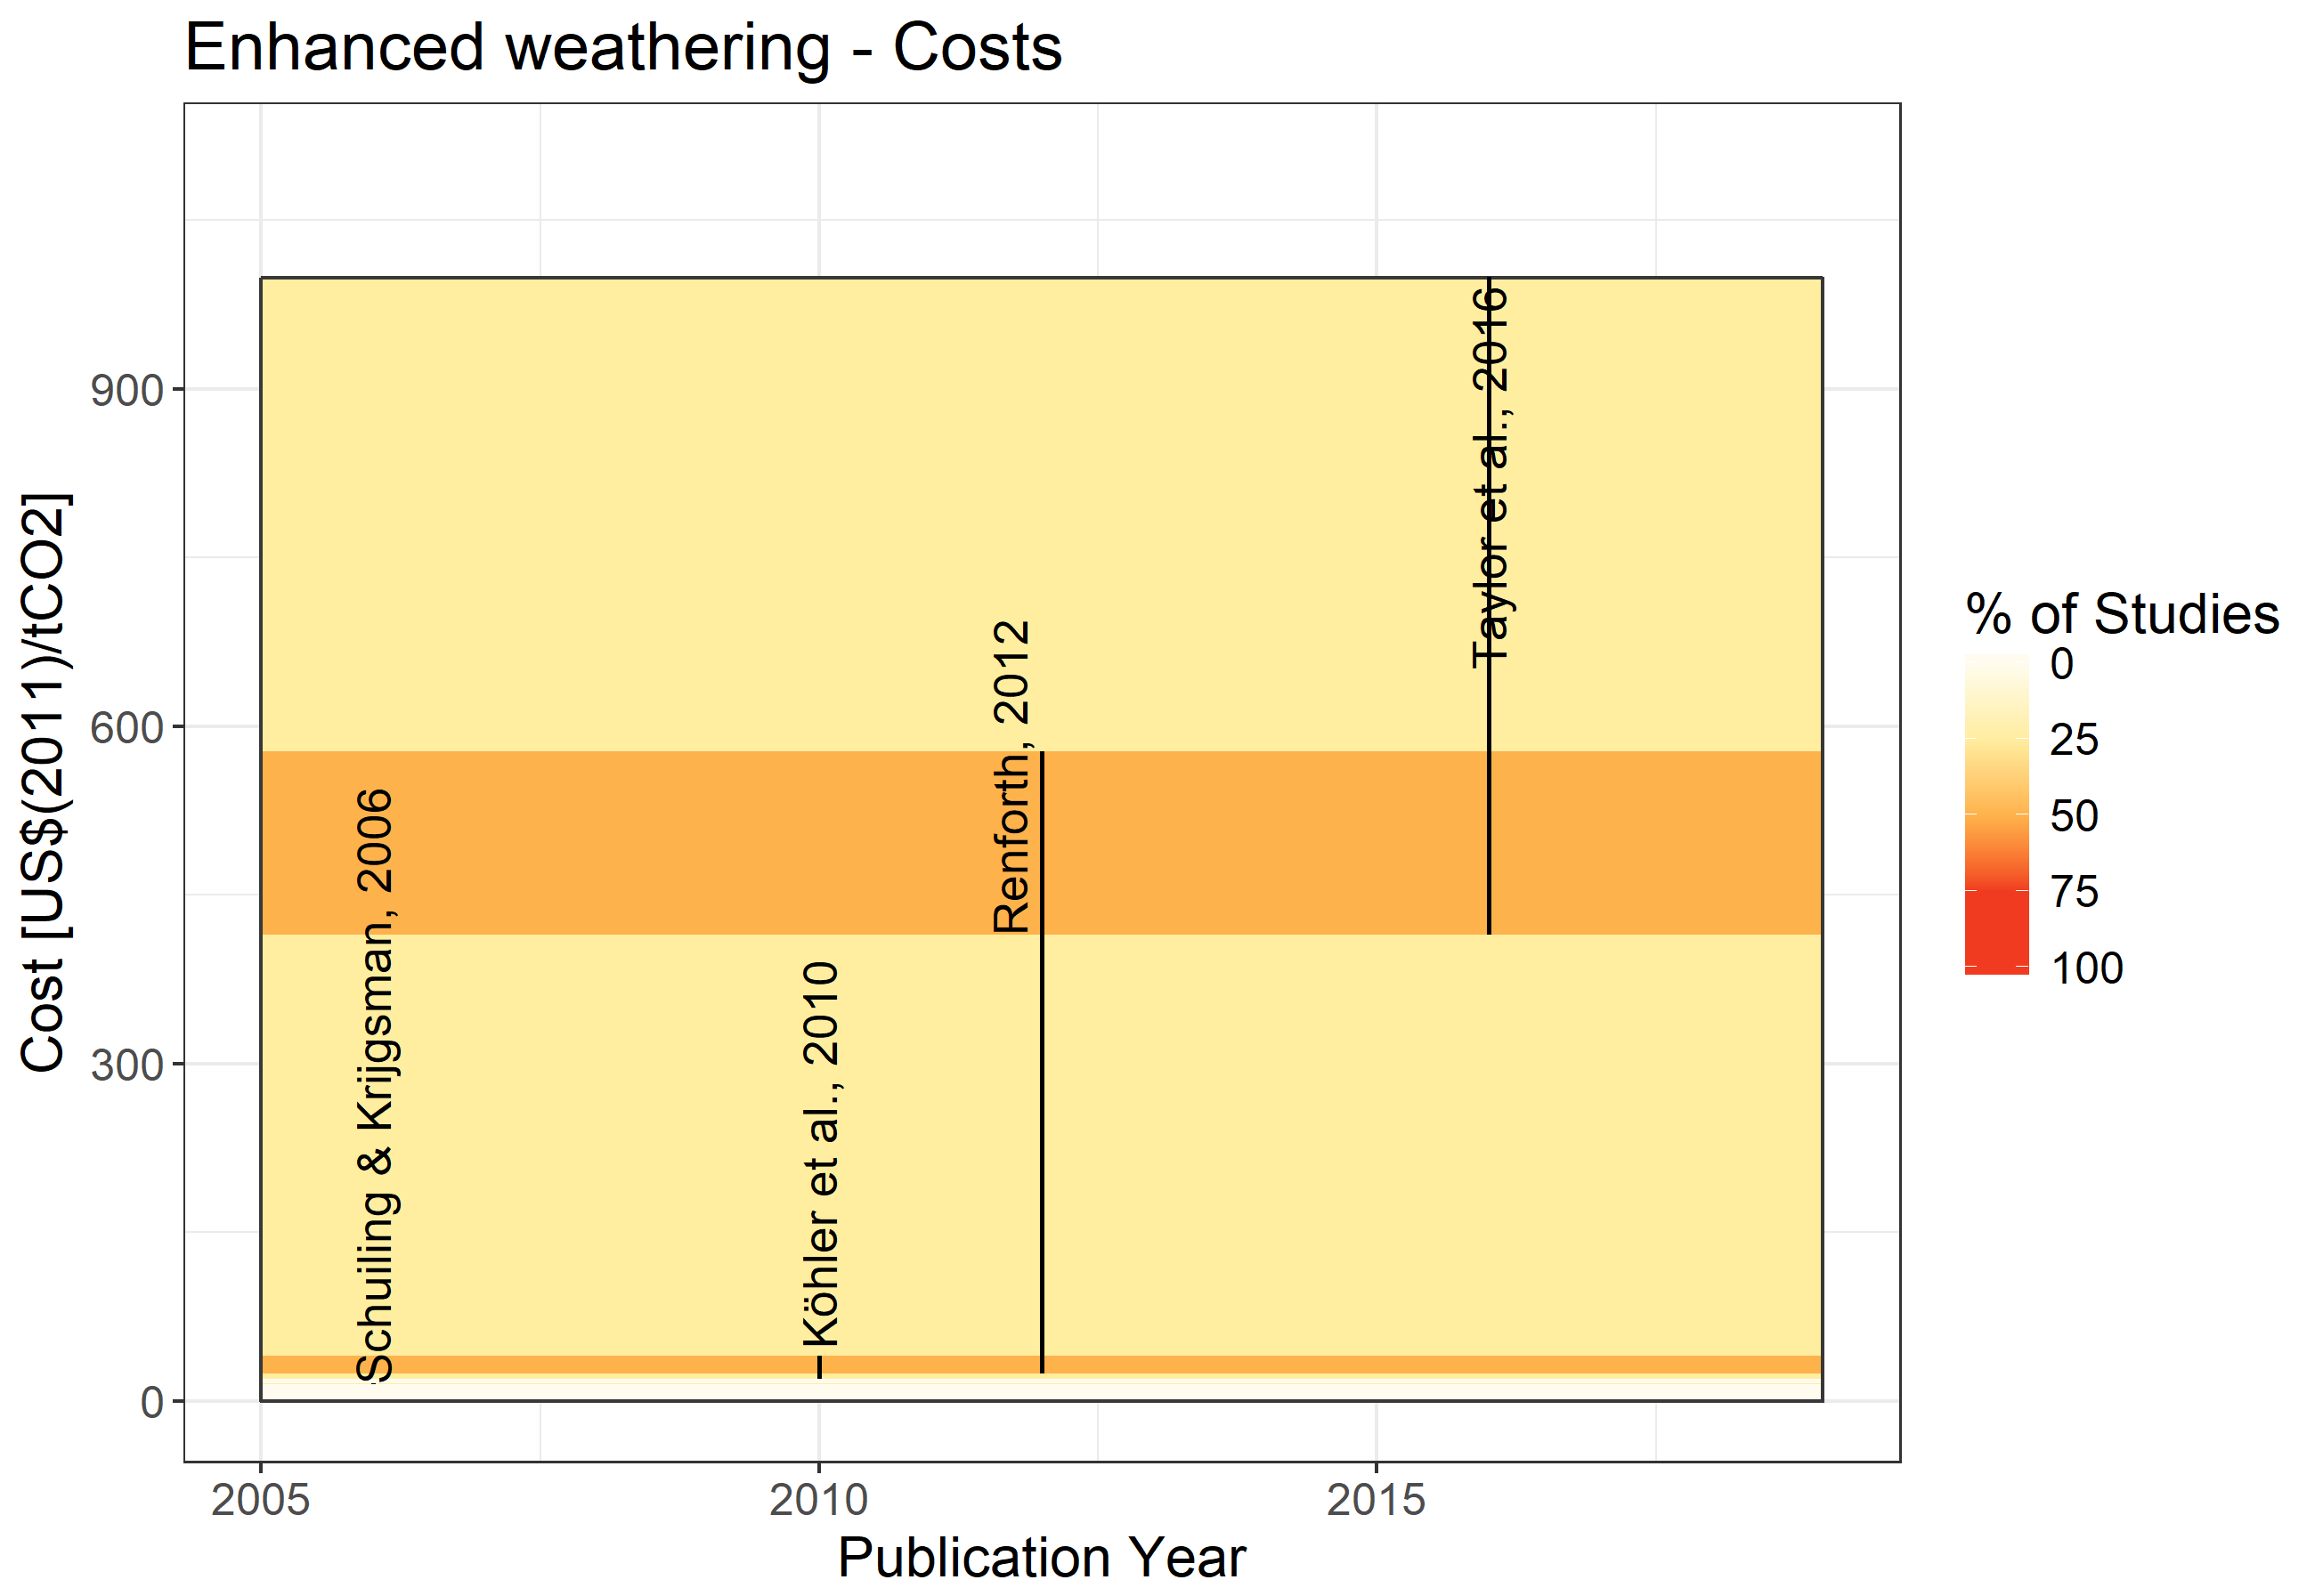 Enhanced weathering - Costs
Cost [US$(2011)/tCO2]
900
600
300
0
Schuiling & Krijgsman, 2006
Köhler et al., 2010
Renforth, 2012
Taylor et al., 2016
2005
2010
2015
Publication Year
% of Studies
0
25
50
75
100